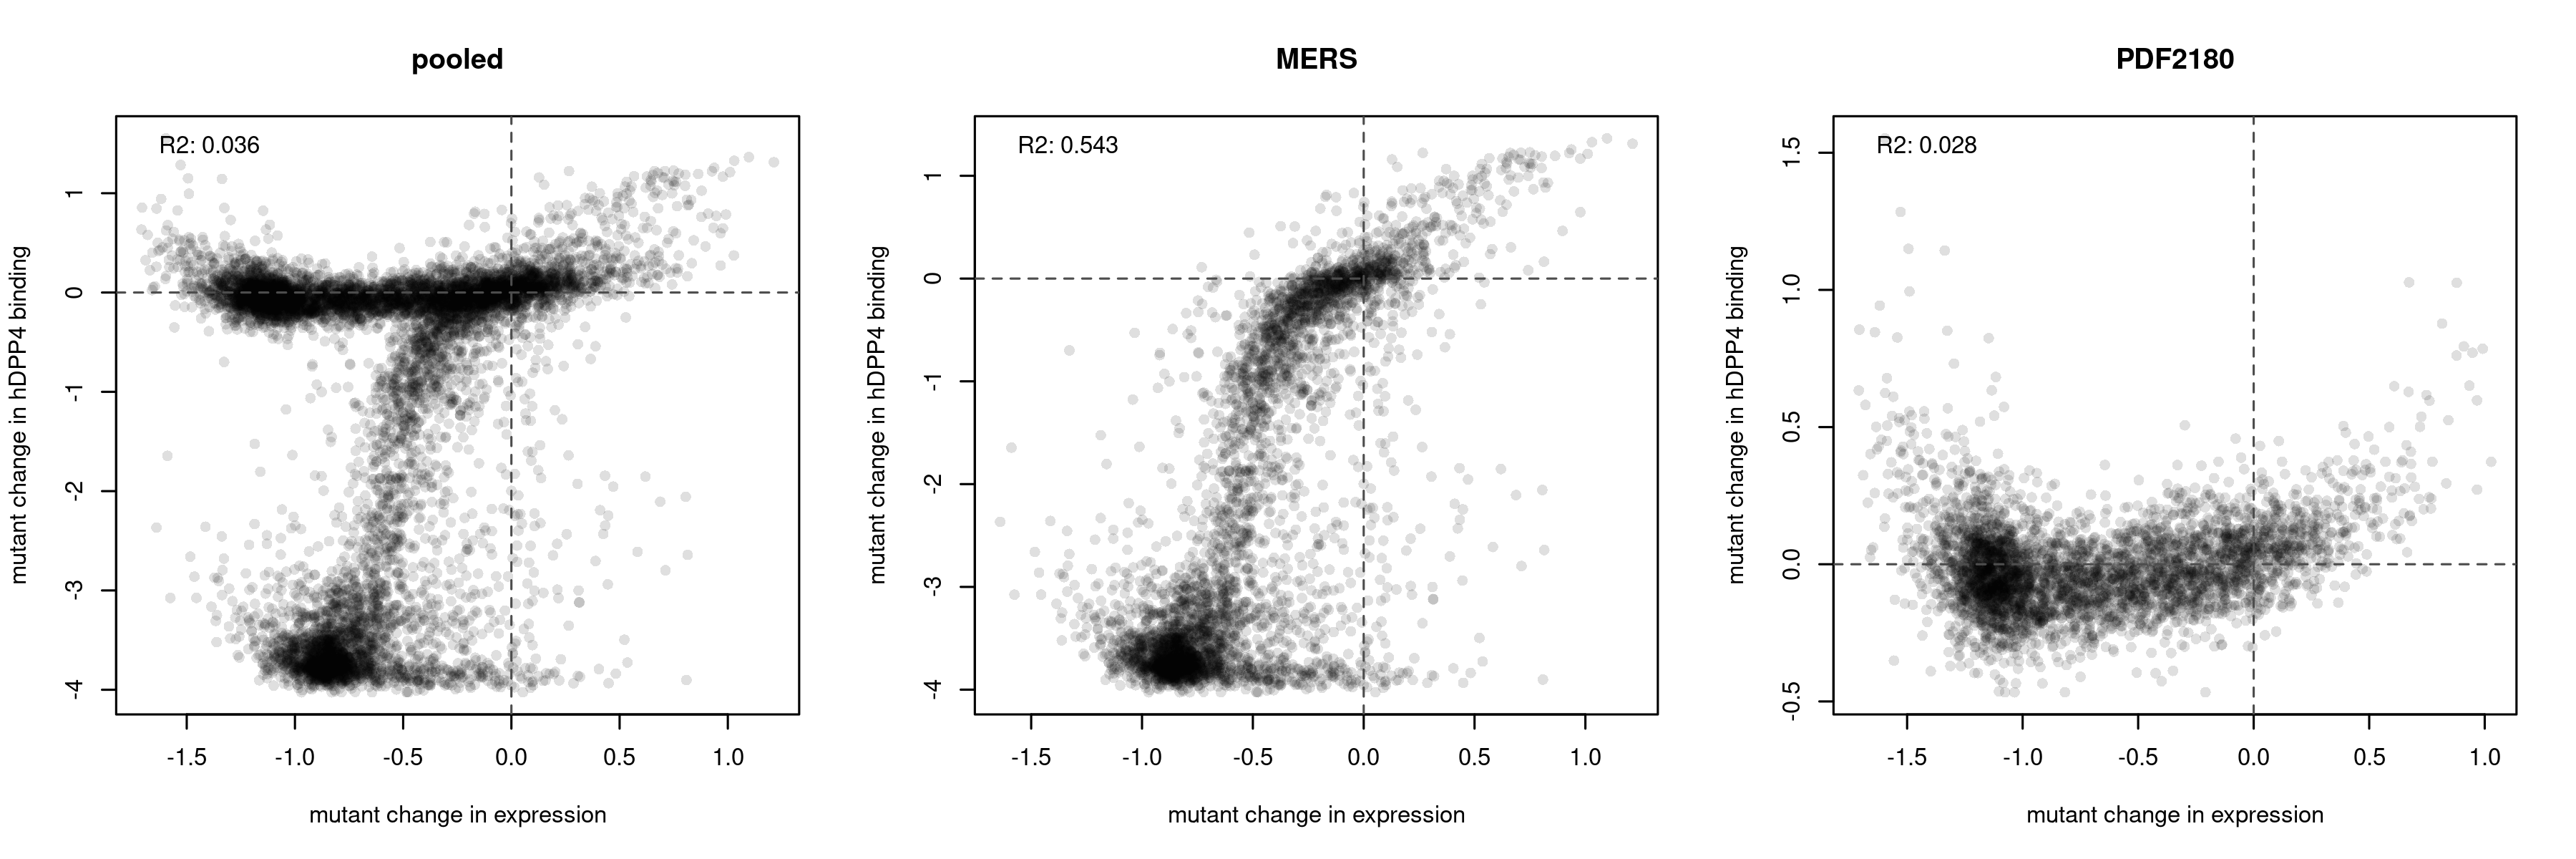 pooled
R2: 0.036
mutant change in hDPP4 binding
1
0
-1
-2
-3
-4
-1.5 -1.0 -0.5 0.0 0.5 1.0
mutant change in expression
MERS
R2: 0.543
mutant change in hDPP4 binding
1
0
-1
-2
-3
-4
-1.5 -1.0 -0.5 0.0 0.5 1.0
mutant change in expression
PDF2180
R2: 0.028
mutant change in hDPP4 binding
1.5
1.0
0.5
0.0
-0.5
-1.5 -1.0 -0.5 0.0 0.5 1.0
mutant change in expression